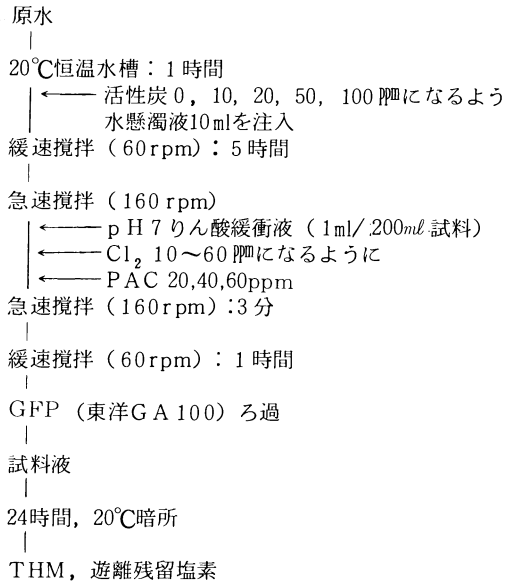 原水
20℃恒温水槽：1時間
活性炭0，10，20，50，100㏙になるよう
水懸濁液10mlを注入
緩速撹拌（60rpm）：5時間
急速撹拌（160rpm）
pH7りん酸緩衝液（1ml/200ml試料）
Cl₂ 10～60㏙になるように
PAC 20,40,60ppm
急速撹拌（160rpm）:3分
緩速撹拌（60rpm）：1時間
GFP（東洋GA100）ろ過
試料液
24時間，20℃暗所
THM，遊離残留塩素